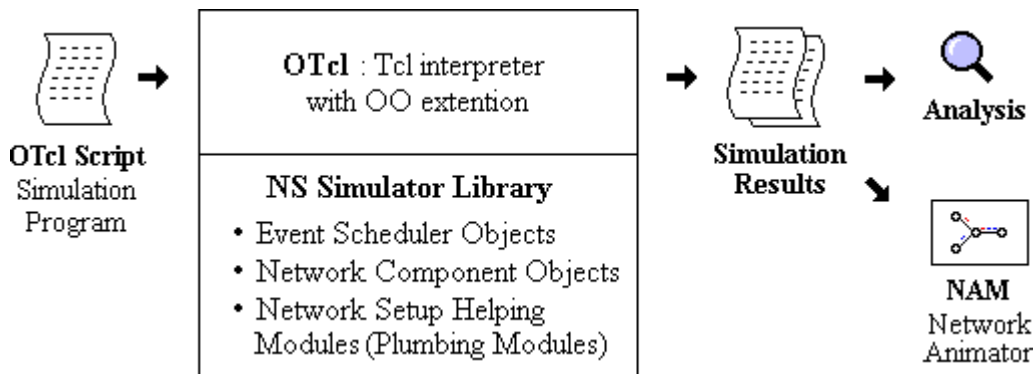 OTcl Script
Simulation
Program
OTcl : Tcl interpreter
with OO extention
NS Simulator Library
• Event Scheduler Objects
• Network Component Objects
• Network Setup Helping
Modules (Plumbing Modules)
Simulation
Results
Analysis
NAM
Network
Animator